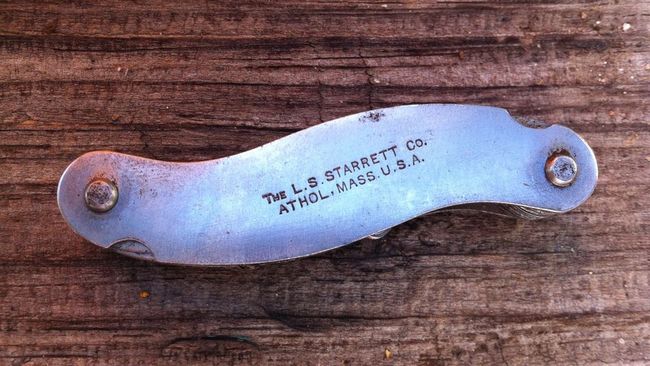 THE L.S. STARRETT CO.
ATHOL, MASS. U.S.A.